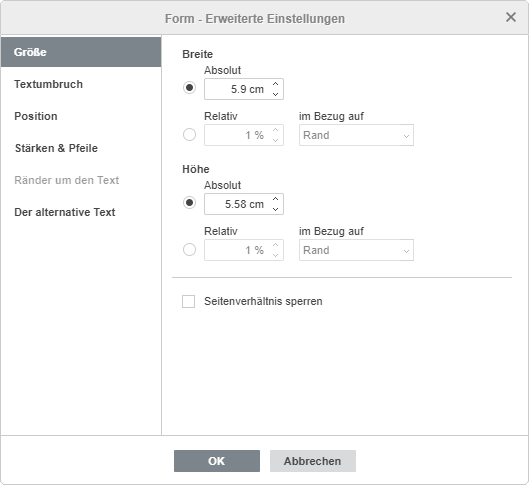 Form - Erweiterte Einstellungen
Größe
Textumbruch
Position
Stärken & Pfeile
Ränder um den Text
Der alternative Text
Breite
Absolut
5.9 cm
Relativ im Bezug auf
1 % Rand
Höhe
Absolut
5.58 cm
Relativ im Bezug auf
1 % Rand
Seitenverhältnis sperren
OK Abbrechen